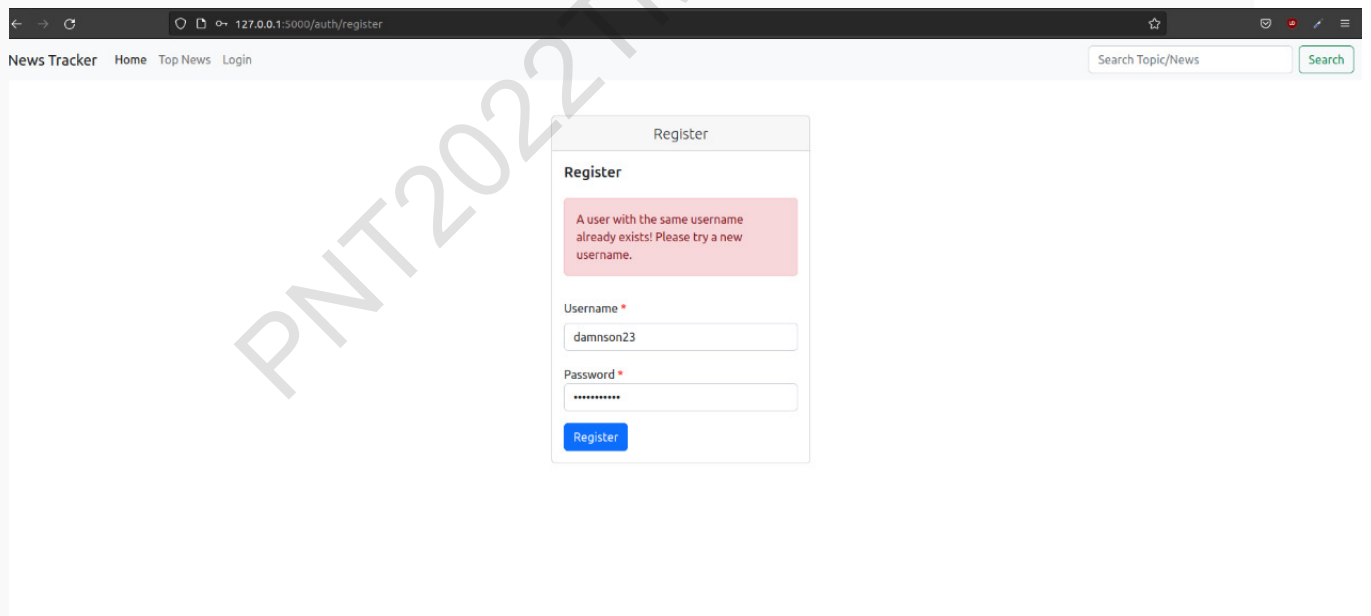 127.0.0.1:5000/auth/register
News Tracker Home Top News Login Search Topic/News Search
Register
Register
A user with the same username
already exists! Please try a new
username.
Username *
damnson23
Password *
•••••••••••
Register
PNT2022T